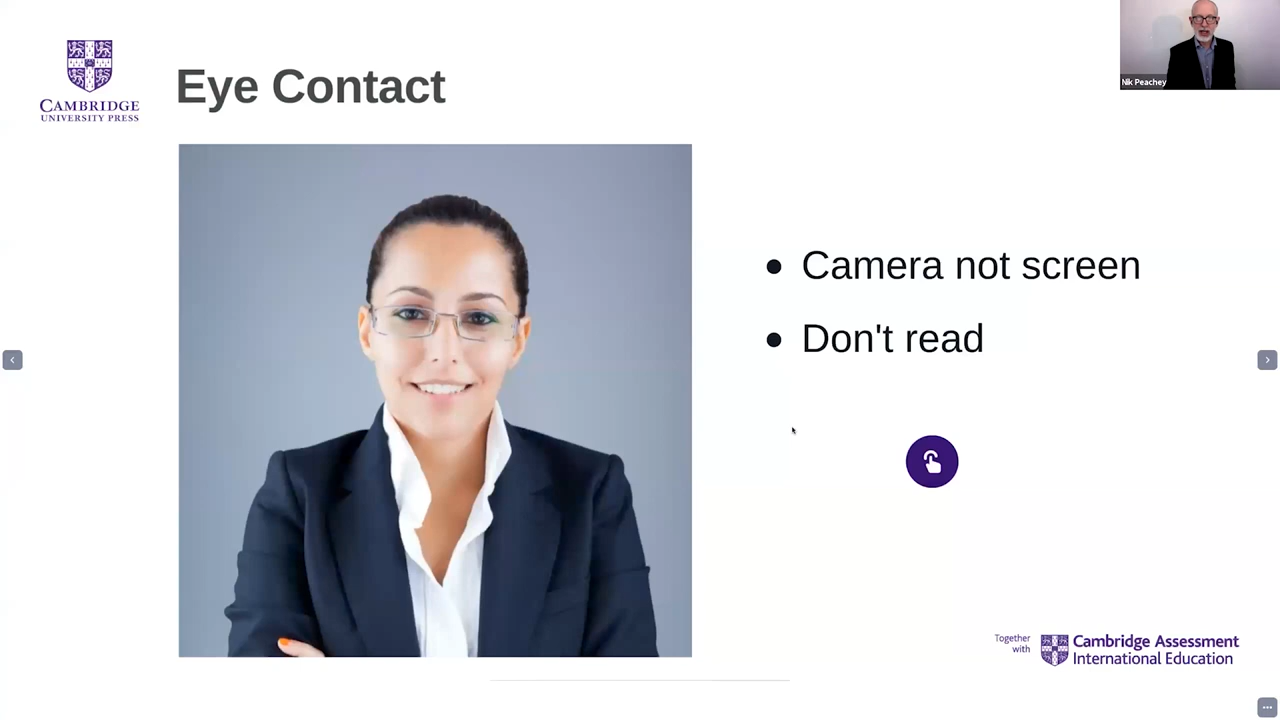 Nik Peachey
CAMBRIDGE
UNIVERSITY PRESS
Eye Contact
• Camera not screen
• Don't read
Together
with
Cambridge Assessment
International Education